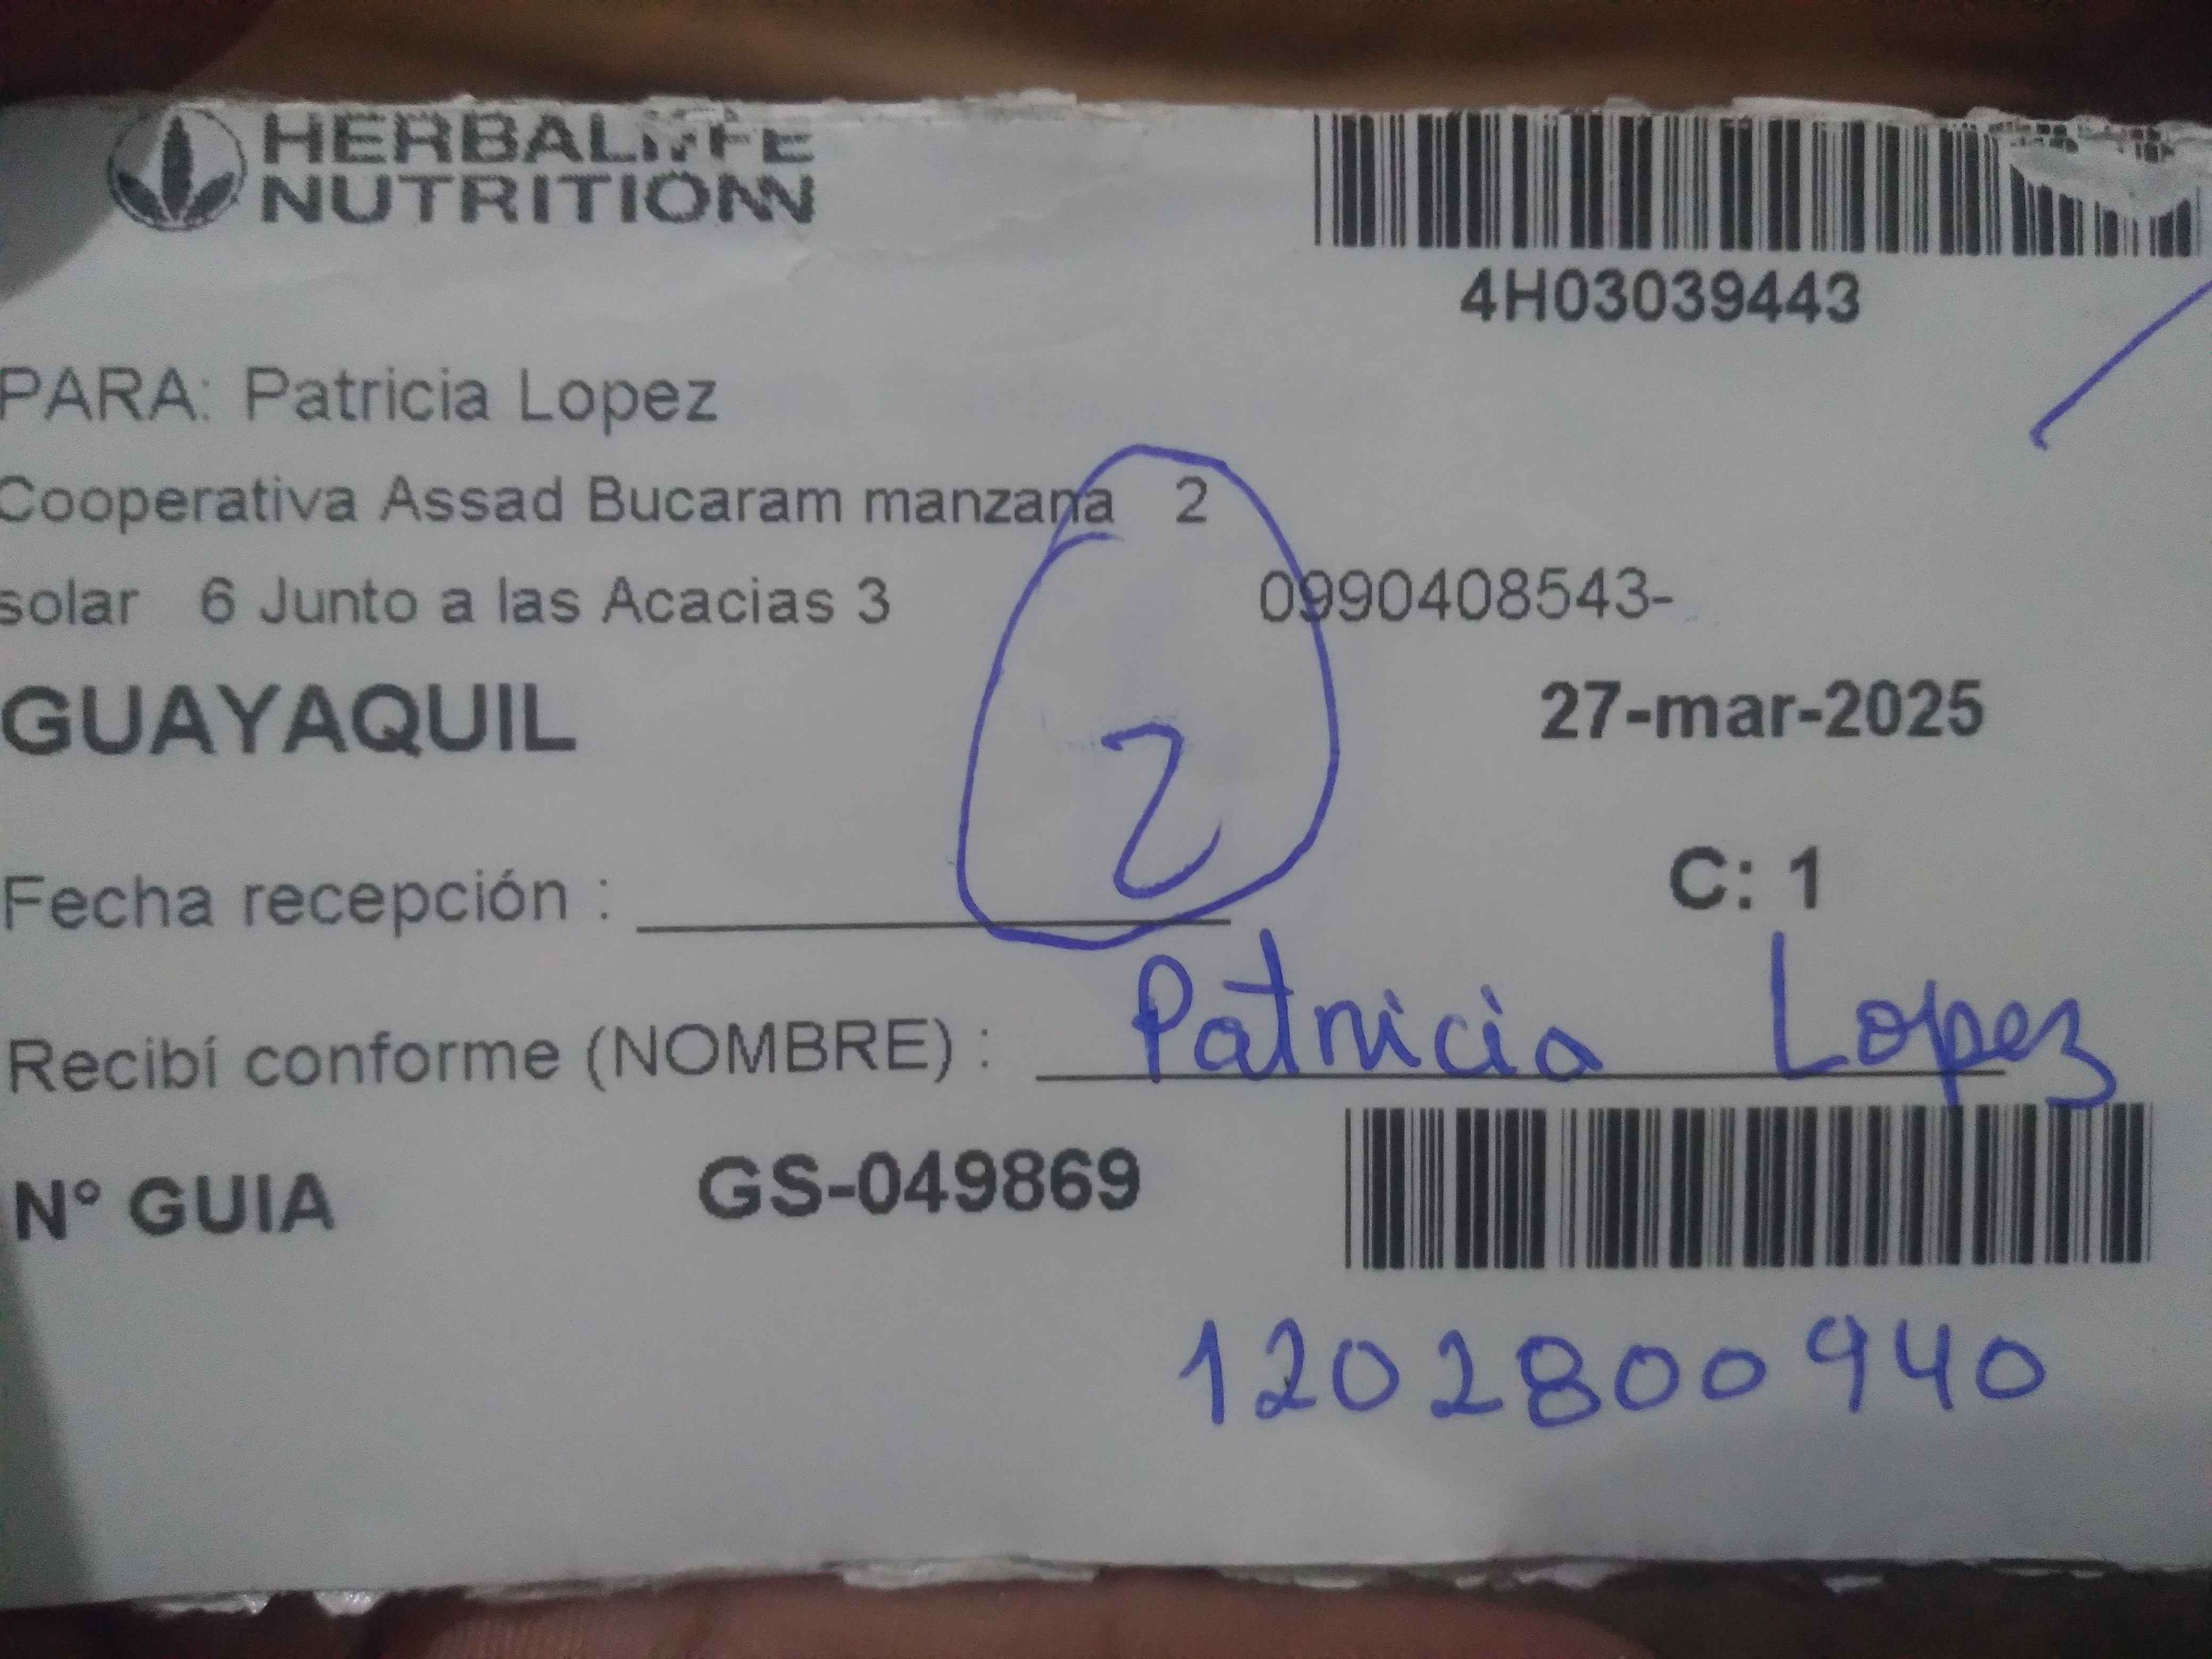 HERBALIFE
NUTRITION
4H03039443
PARA: Patricia Lopez
Cooperativa Assad Bucaram manzana 2
solar 6 Junto a las Acacias 3 0990408543-
GUAYAQUIL 27-mar-2025
2
Fecha recepción : C: 1
Recibí conforme (NOMBRE) : Patricia Lopez
N° GUIA GS-049869
1202800940